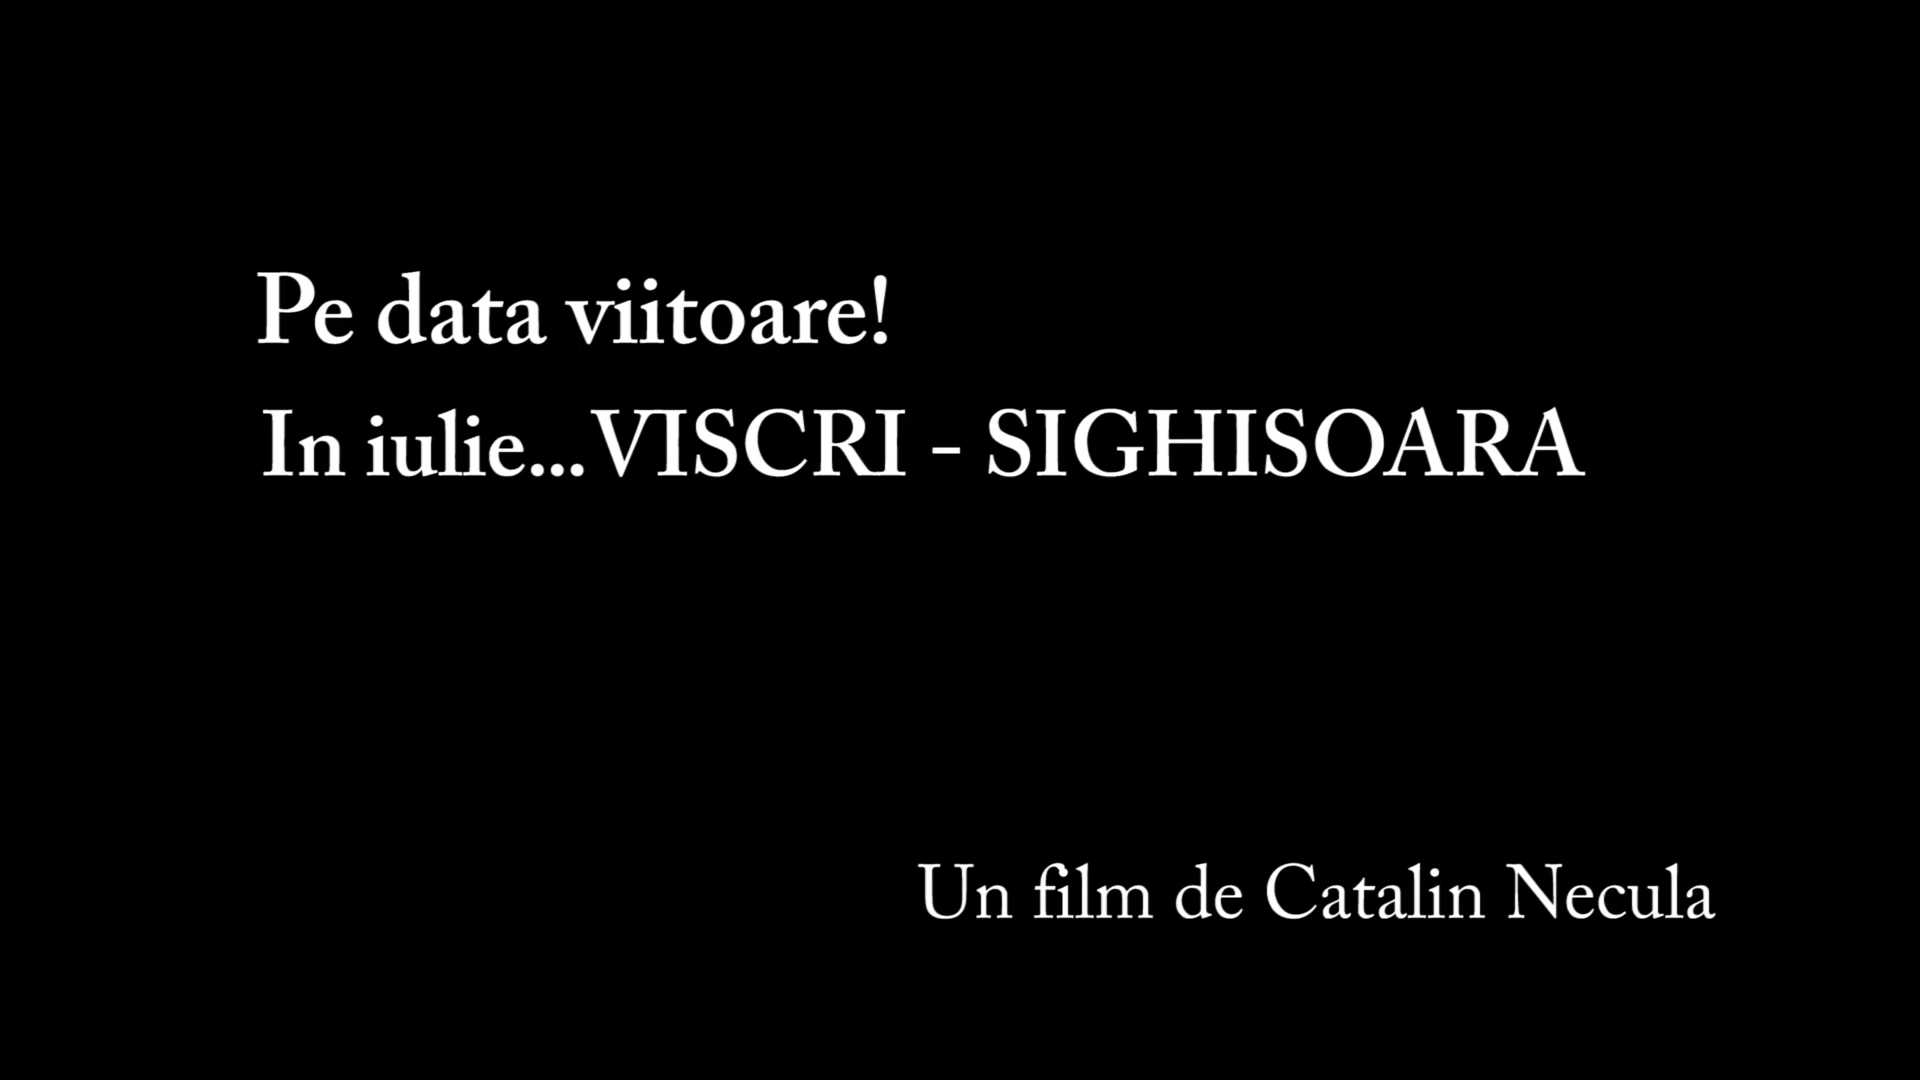 Pe data viitoare!
In iulie...VISCRI - SIGHISOARA
Un film de Catalin Necula